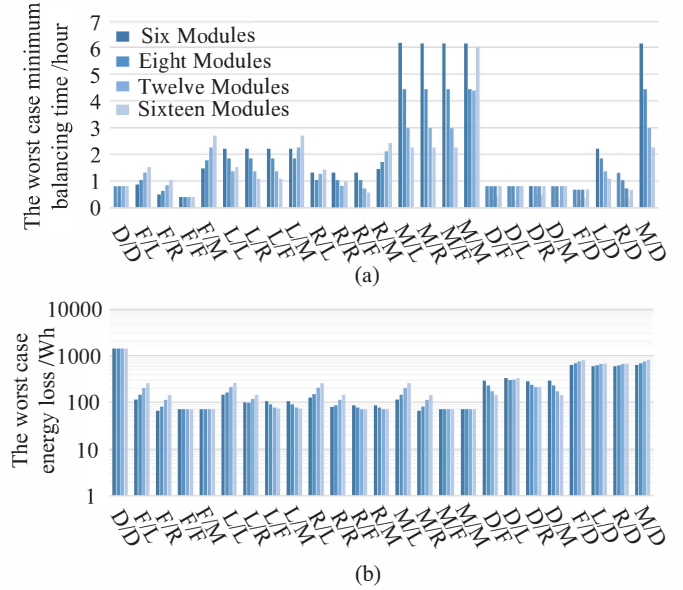 The worst case minimum
balancing time /hour
7
6
5
4
3
2
1
0
Six Modules
Eight Modules
Twelve Modules
Sixteen Modules
D/D F/L F/R F/F F/M L/L L/R L/F L/M R/L R/R R/F R/M M/L M/R M/F M/M D/F D/L D/R D/M F/D L/D R/D M/D
(a)
The worst case
energy loss /Wh
10000
1000
100
10
1
D/D F/L F/R F/F F/M L/L L/R L/F L/M R/L R/R R/F R/M M/L M/R M/F M/M D/F D/L D/R D/M F/D L/D R/D M/D
(b)